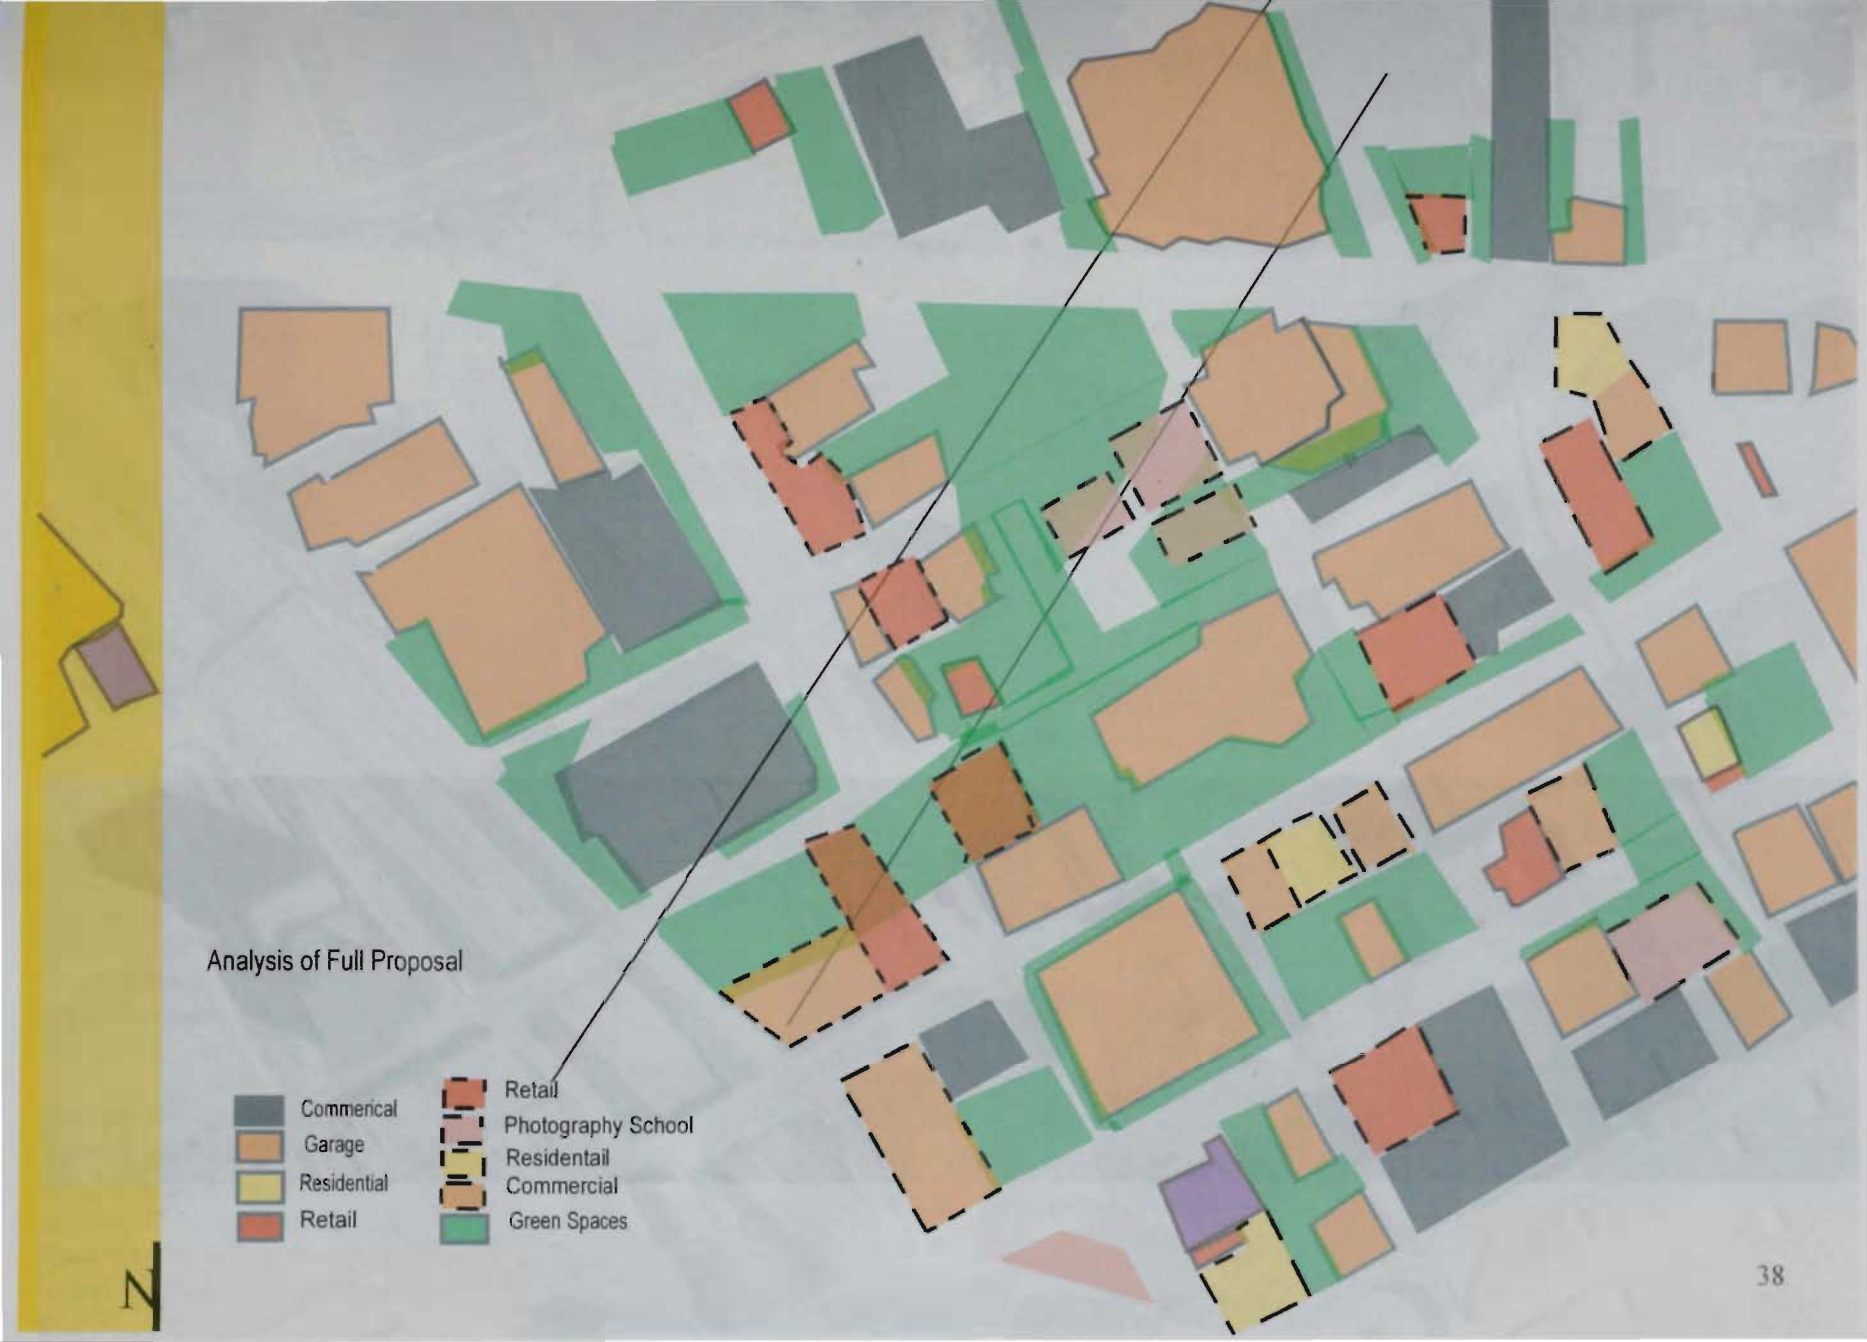 Analysis of Full Proposal
Commerical
Garage
Residential
Retail
Retail
Photography School
Residentail
Commercial
Green Spaces
N
38